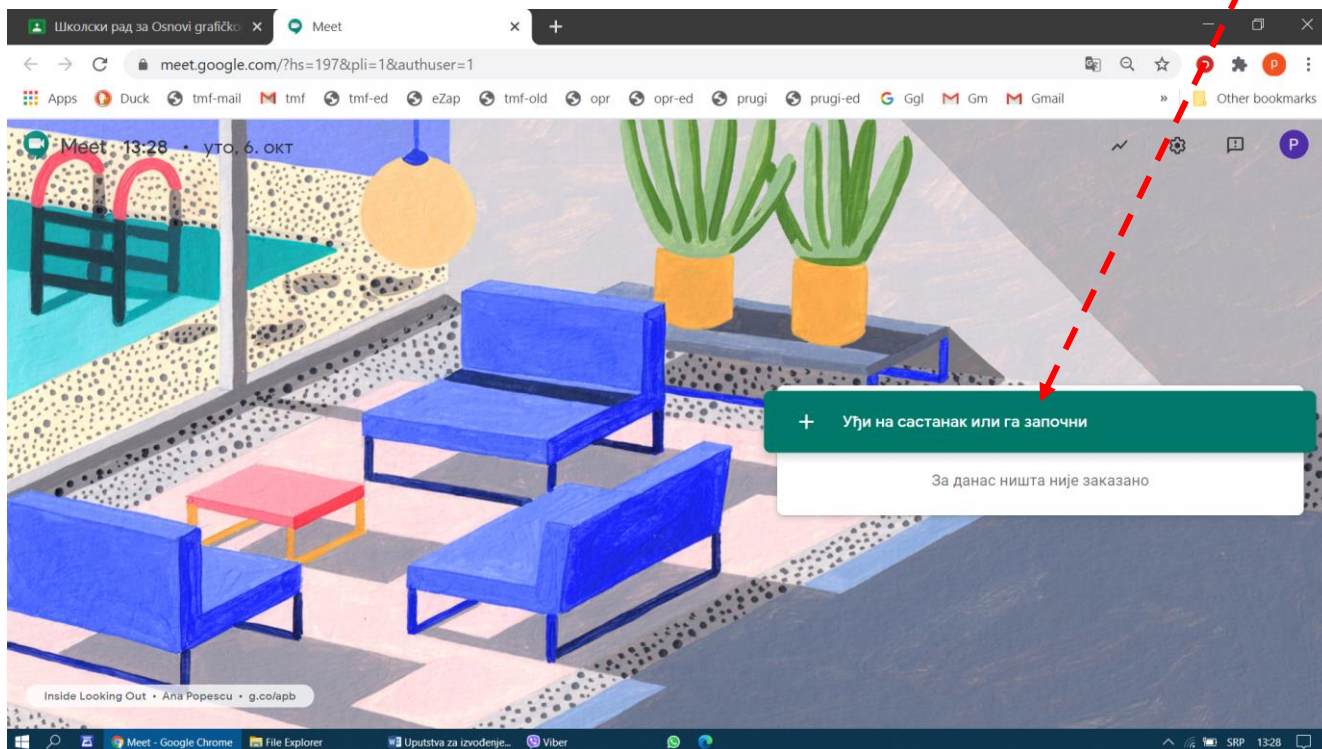 Школски рад за Osnovi grafičko
Meet
meet.google.com/?hs=197&pli=1&authuser=1
Apps Duck tmf-mail tmf tmf-ed eZap tmf-old opr opr-ed prugi prugi-ed Ggl Gm Gmail » Other bookmarks
Meet 13:28 • уто, 6. окт
P
+ Уђи на састанак или га започни
За данас ништа није заказано
Inside Looking Out • Ana Popescu • g.co/apb
Meet - Google Chrome File Explorer Uputstva za izvođenje... Viber SRP 13:28